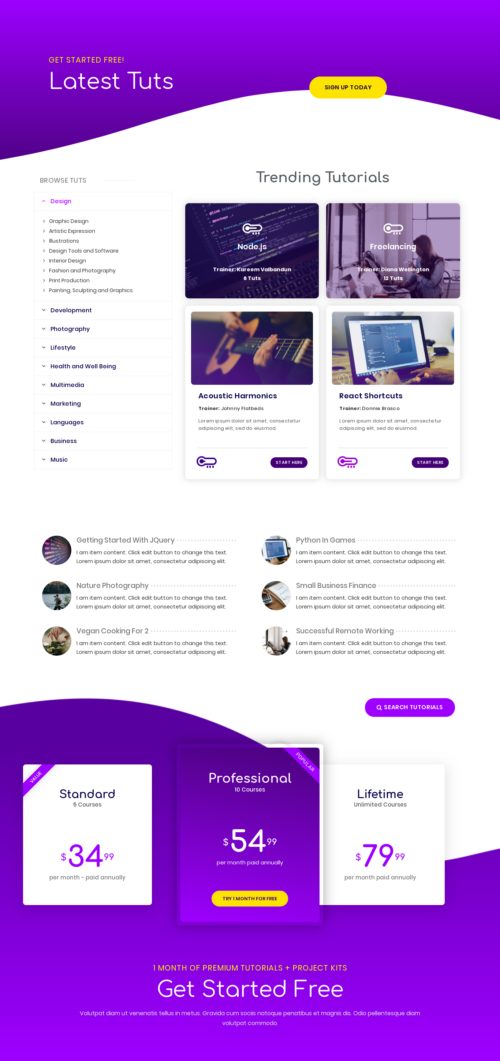 GET STARTED FREE!
Latest Tuts
SIGN UP TODAY
BROWSE TUTS
Design
Graphic Design
Artistic Expression
Illustrations
Design Tools and Software
Interior Design
Fashion and Photography
Print Production
Painting, Sculpting and Graphics
Development
Photography
Lifestyle
Health and Well Being
Multimedia
Marketing
Languages
Business
Music
Trending Tutorials
Node.js
Trainer: Kareem Valbandun
6 Tuts
Freelancing
Trainer: Diana Wellington
12 Tuts
Acoustic Harmonics
Trainer: Johnny Flatbeds
Lorem ipsum dolor sit amet, consectetur
adipiscing elit, sed do eiusmod.
START HERE
React Shortcuts
Trainer: Donnie Brasco
Lorem ipsum dolor sit amet, consectetur
adipiscing elit, sed do eiusmod.
START HERE
Getting Started With JQuery
I am item content. Click edit button to change this text.
Lorem ipsum dolor sit amet, consectetur adipiscing elit.
Nature Photography
I am item content. Click edit button to change this text.
Lorem ipsum dolor sit amet, consectetur adipiscing elit.
Vegan Cooking For 2
I am item content. Click edit button to change this text.
Lorem ipsum dolor sit amet, consectetur adipiscing elit.
Python In Games
I am item content. Click edit button to change this text.
Lorem ipsum dolor sit amet, consectetur adipiscing elit.
Small Business Finance
I am item content. Click edit button to change this text.
Lorem ipsum dolor sit amet, consectetur adipiscing elit.
Successful Remote Working
I am item content. Click edit button to change this text.
Lorem ipsum dolor sit amet, consectetur adipiscing elit.
SEARCH TUTORIALS
VALUE
Standard
5 Courses
$34.99
per month - paid annually
POPULAR
Professional
10 Courses
$54.99
per month paid annually
TRY 1 MONTH FOR FREE
Lifetime
Unlimited Courses
$79.99
per month paid annually
1 MONTH OF PREMIUM TUTORIALS + PROJECT KITS
Get Started Free
Volutpat diam ut venenatis tellus in metus. Gravida cum sociis natoque penatibus et magnis dis. Odio pellentesque diam
volutpat commodo.